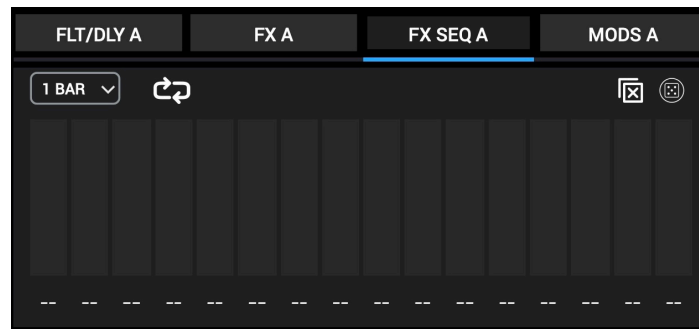 FLT/DLY A FX A FX SEQ A MODS A
1 BAR
-- -- -- -- -- -- -- -- -- -- -- -- -- -- -- --